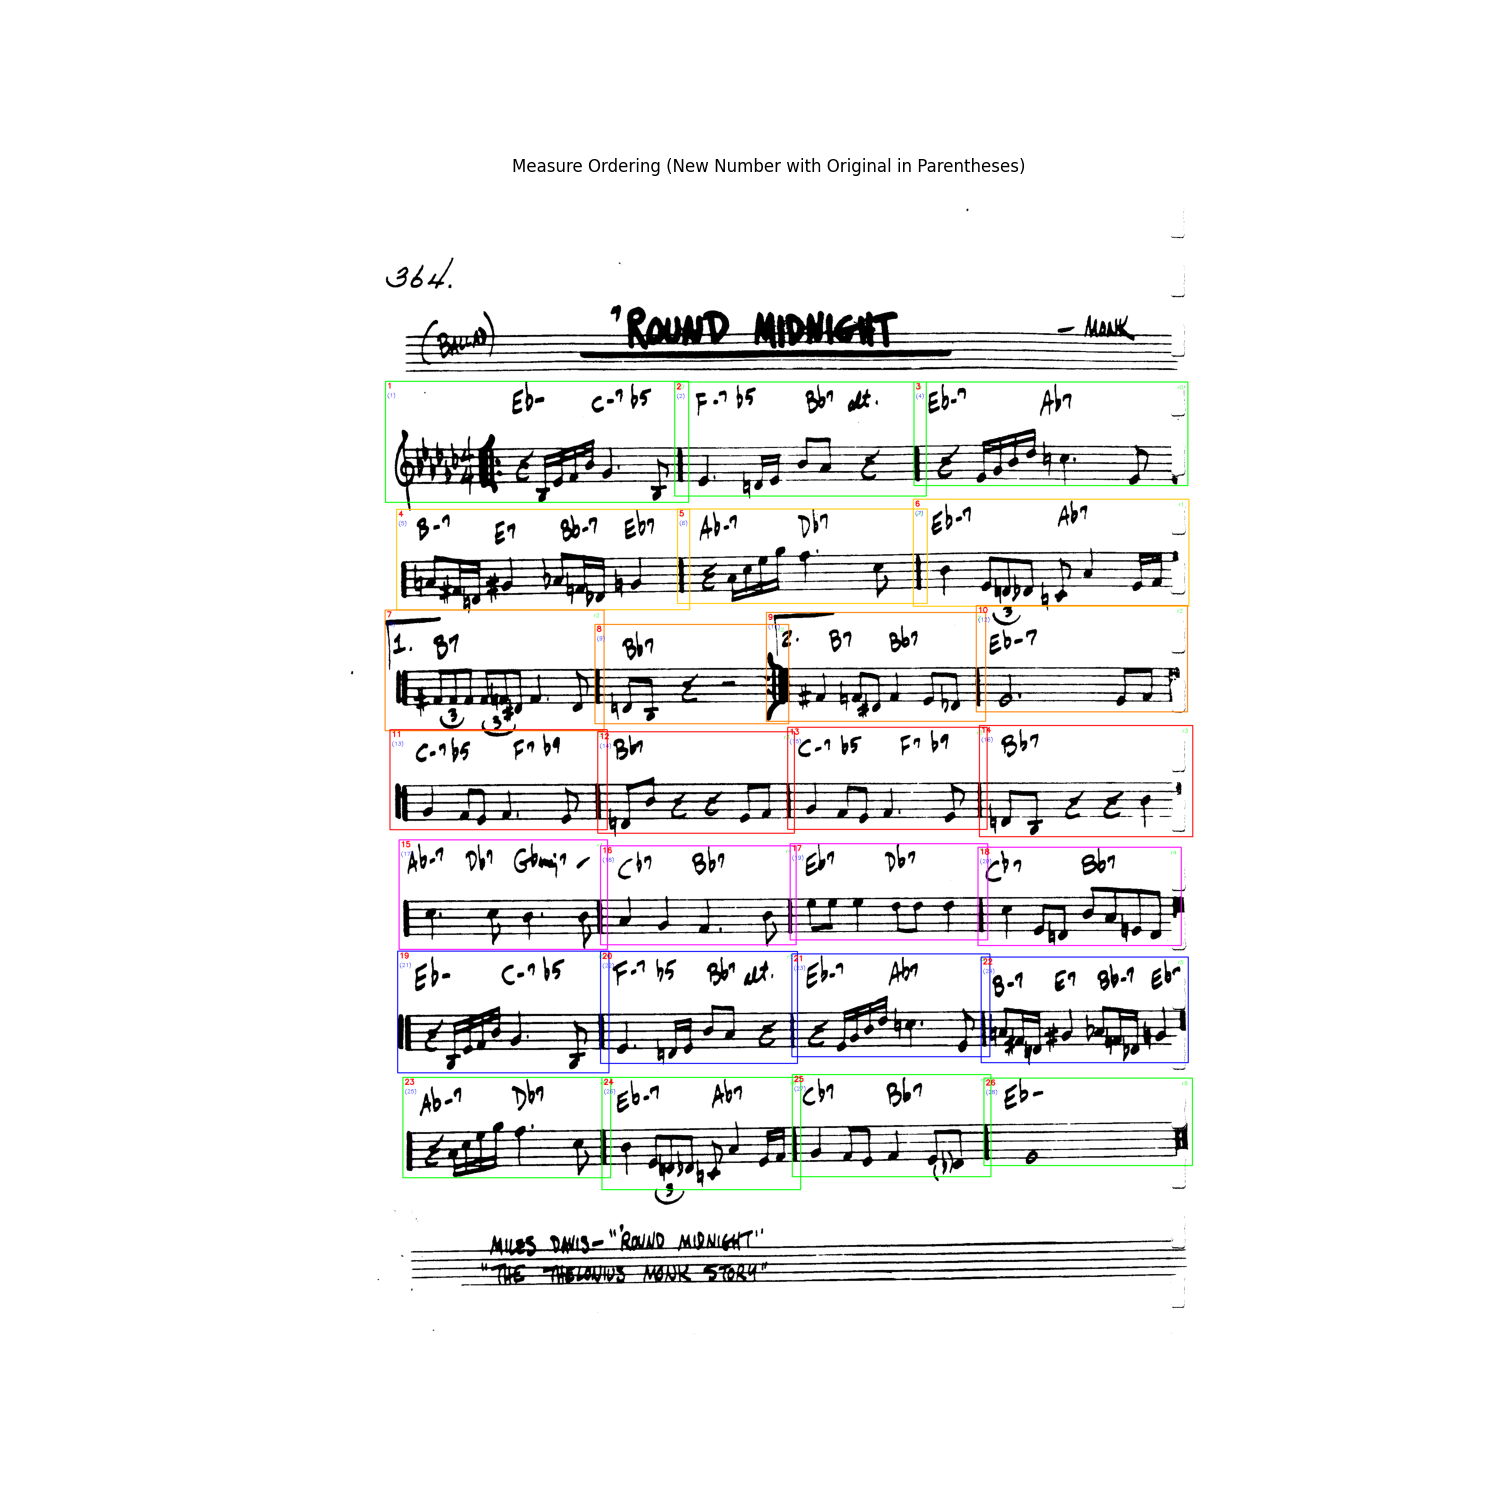 Measure Ordering (New Number with Original in Parentheses)
364.
(BALLAD) 'ROUND MIDNIGHT – MONK
1 2 3
(1) (2) (4)
Eb- C-7 b5 F-7 b5 Bb7 alt. Eb-7 Ab7
4 5 6
(5) (6) (7)
B-7 E7 Bb-7 Eb7 Ab-7 Db7 Eb-7 Ab7
3
7 8 9 10
(9) (12)
1. B7 Bb7 2. B7 Bb7 Eb-7
3 3
11 12 13 14
(13) (14) (15) (16)
C-7 b5 F7 b9 Bb7 C-7 b5 F7 b9 Bb7
15 16 17 18
(17) (18) (19) (20)
Ab-7 Db7 Gbmaj7 Cb7 Bb7 Eb7 Db7 Cb7 Bb7
19 20 21 22
(21) (22) (23) (24)
Eb- C-7 b5 F-7 b5 Bb7 alt. Eb-7 Ab7 B-7 E7 Bb-7 Eb7
23 24 25 26
(25) (26) (27) (28)
Ab-7 Db7 Eb-7 Ab7 Cb7 Bb7 Eb-
3
MILES DAVIS – "'ROUND MIDNIGHT"
"THE THELONIUS MONK STORY"